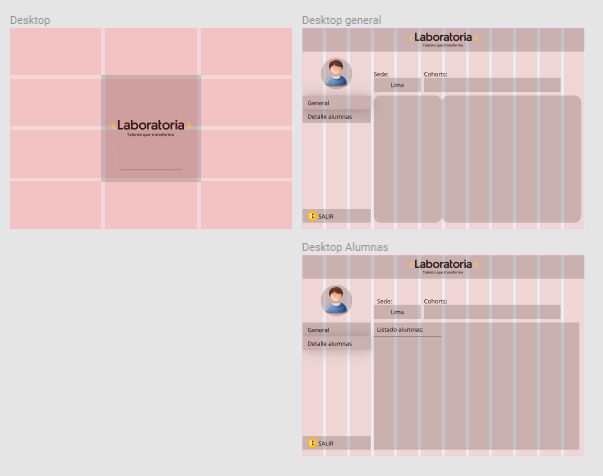 Desktop
Laboratoria
Talento que transforma
Desktop general
Laboratoria
Talento que transforma
Sede:
Cohorts:
Lima
General
Detalle alumnas
SALIR
Desktop Alumnas
Laboratoria
Talento que transforma
Sede:
Cohorts:
Lima
General
Listado alumnas:
Detalle alumnas
SALIR